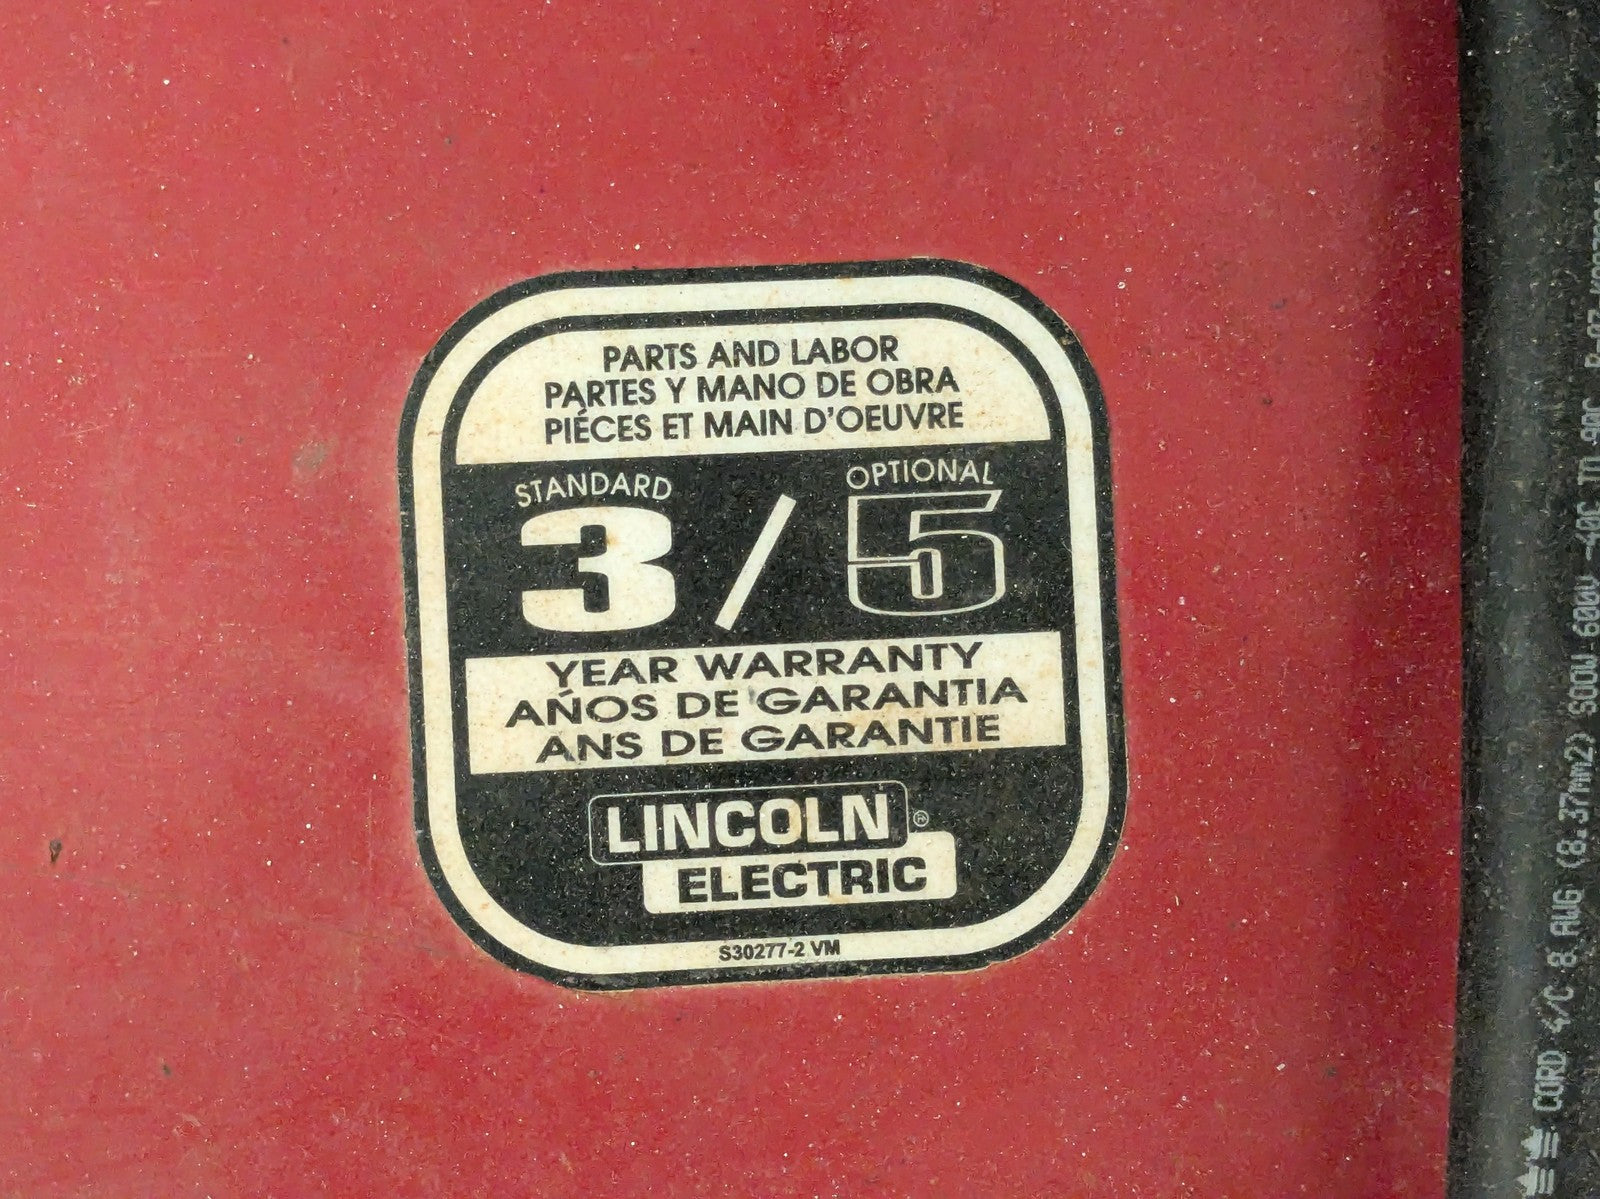 PARTS AND LABOR
PARTES Y MANO DE OBRA
PIÉCES ET MAIN D'OEUVRE
STANDARD OPTIONAL
3 / 5
YEAR WARRANTY
AÑOS DE GARANTIA
ANS DE GARANTIE
LINCOLN ®
ELECTRIC
S30277-2 VM
CORD 4/C 8 AWG (8.37mm2) SOOW 600V -40C TO 90C